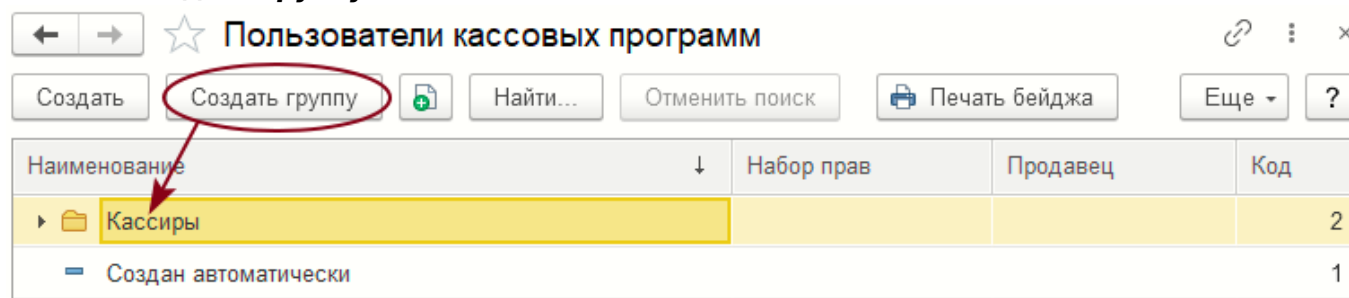 Пользователи кассовых программ
Создать Создать группу Найти... Отменить поиск Печать бейджа Еще ?
Наименование ↓ Набор прав Продавец Код
Кассиры 2
Создан автоматически 1